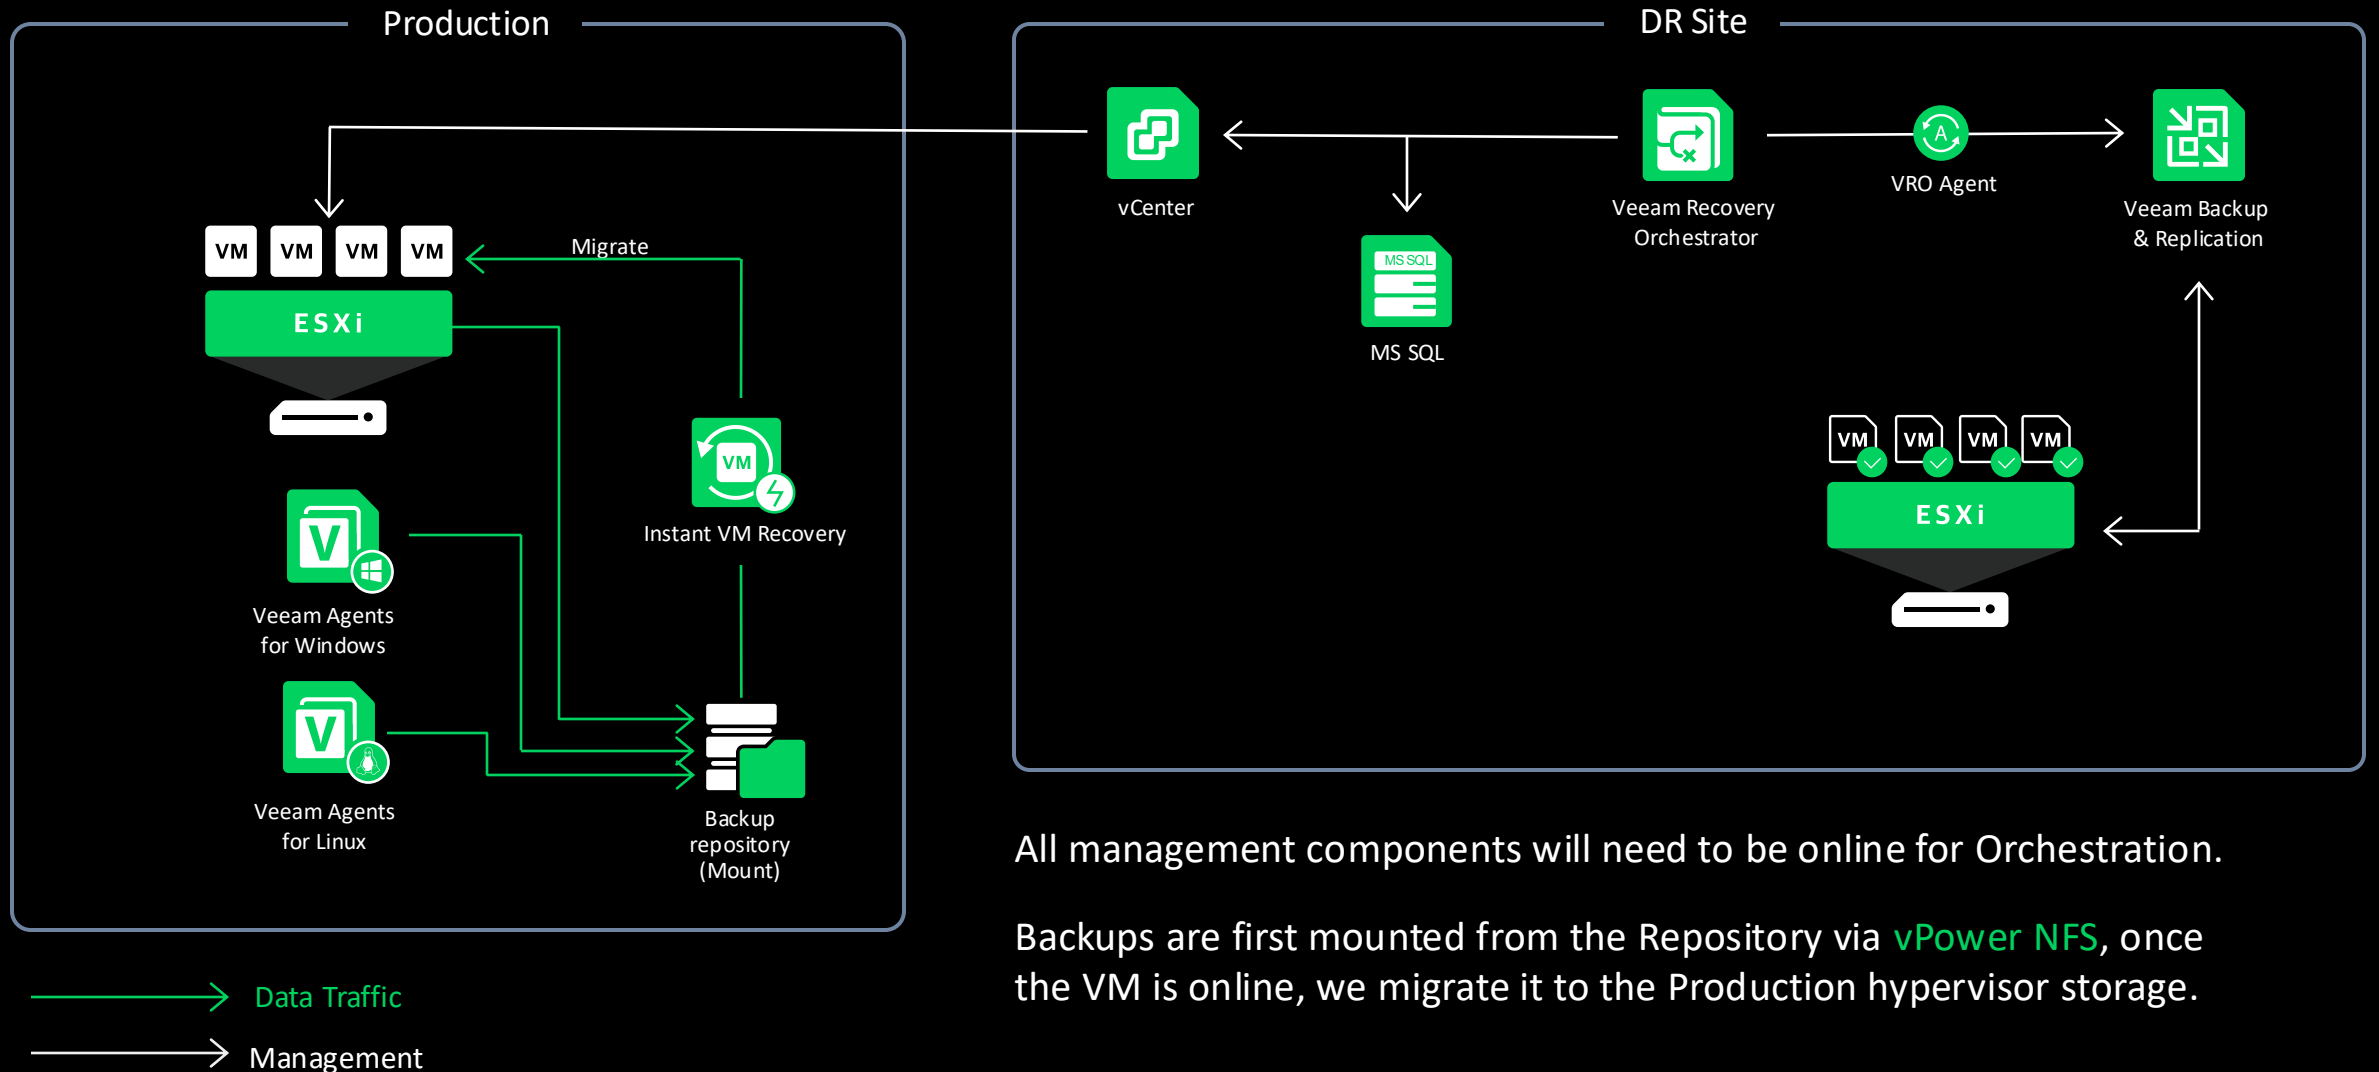 Production
DR Site
vCenter
MS SQL
MS SQL
Veeam Recovery
Orchestrator
A
VRO Agent
Veeam Backup
& Replication
VM
VM
VM
VM
Migrate
ESXi
VM
Instant VM Recovery
V
Veeam Agents
for Windows
V
Veeam Agents
for Linux
Backup
repository
(Mount)
VM
VM
VM
VM
ESXi
All management components will need to be online for Orchestration.
Backups are first mounted from the Repository via vPower NFS, once
the VM is online, we migrate it to the Production hypervisor storage.
Data Traffic
Management